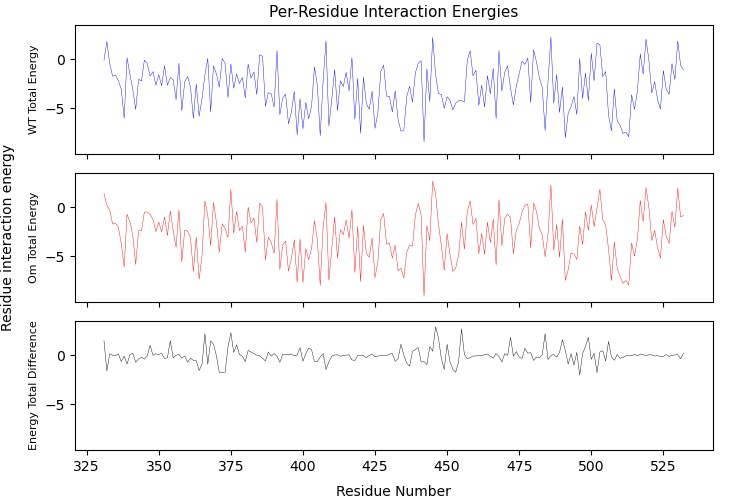 Per-Residue Interaction Energies
Residue interaction energy
WT Total Energy
0
−5
Om Total Energy
0
−5
Energy Total Difference
0
−5
325 350 375 400 425 450 475 500 525
Residue Number